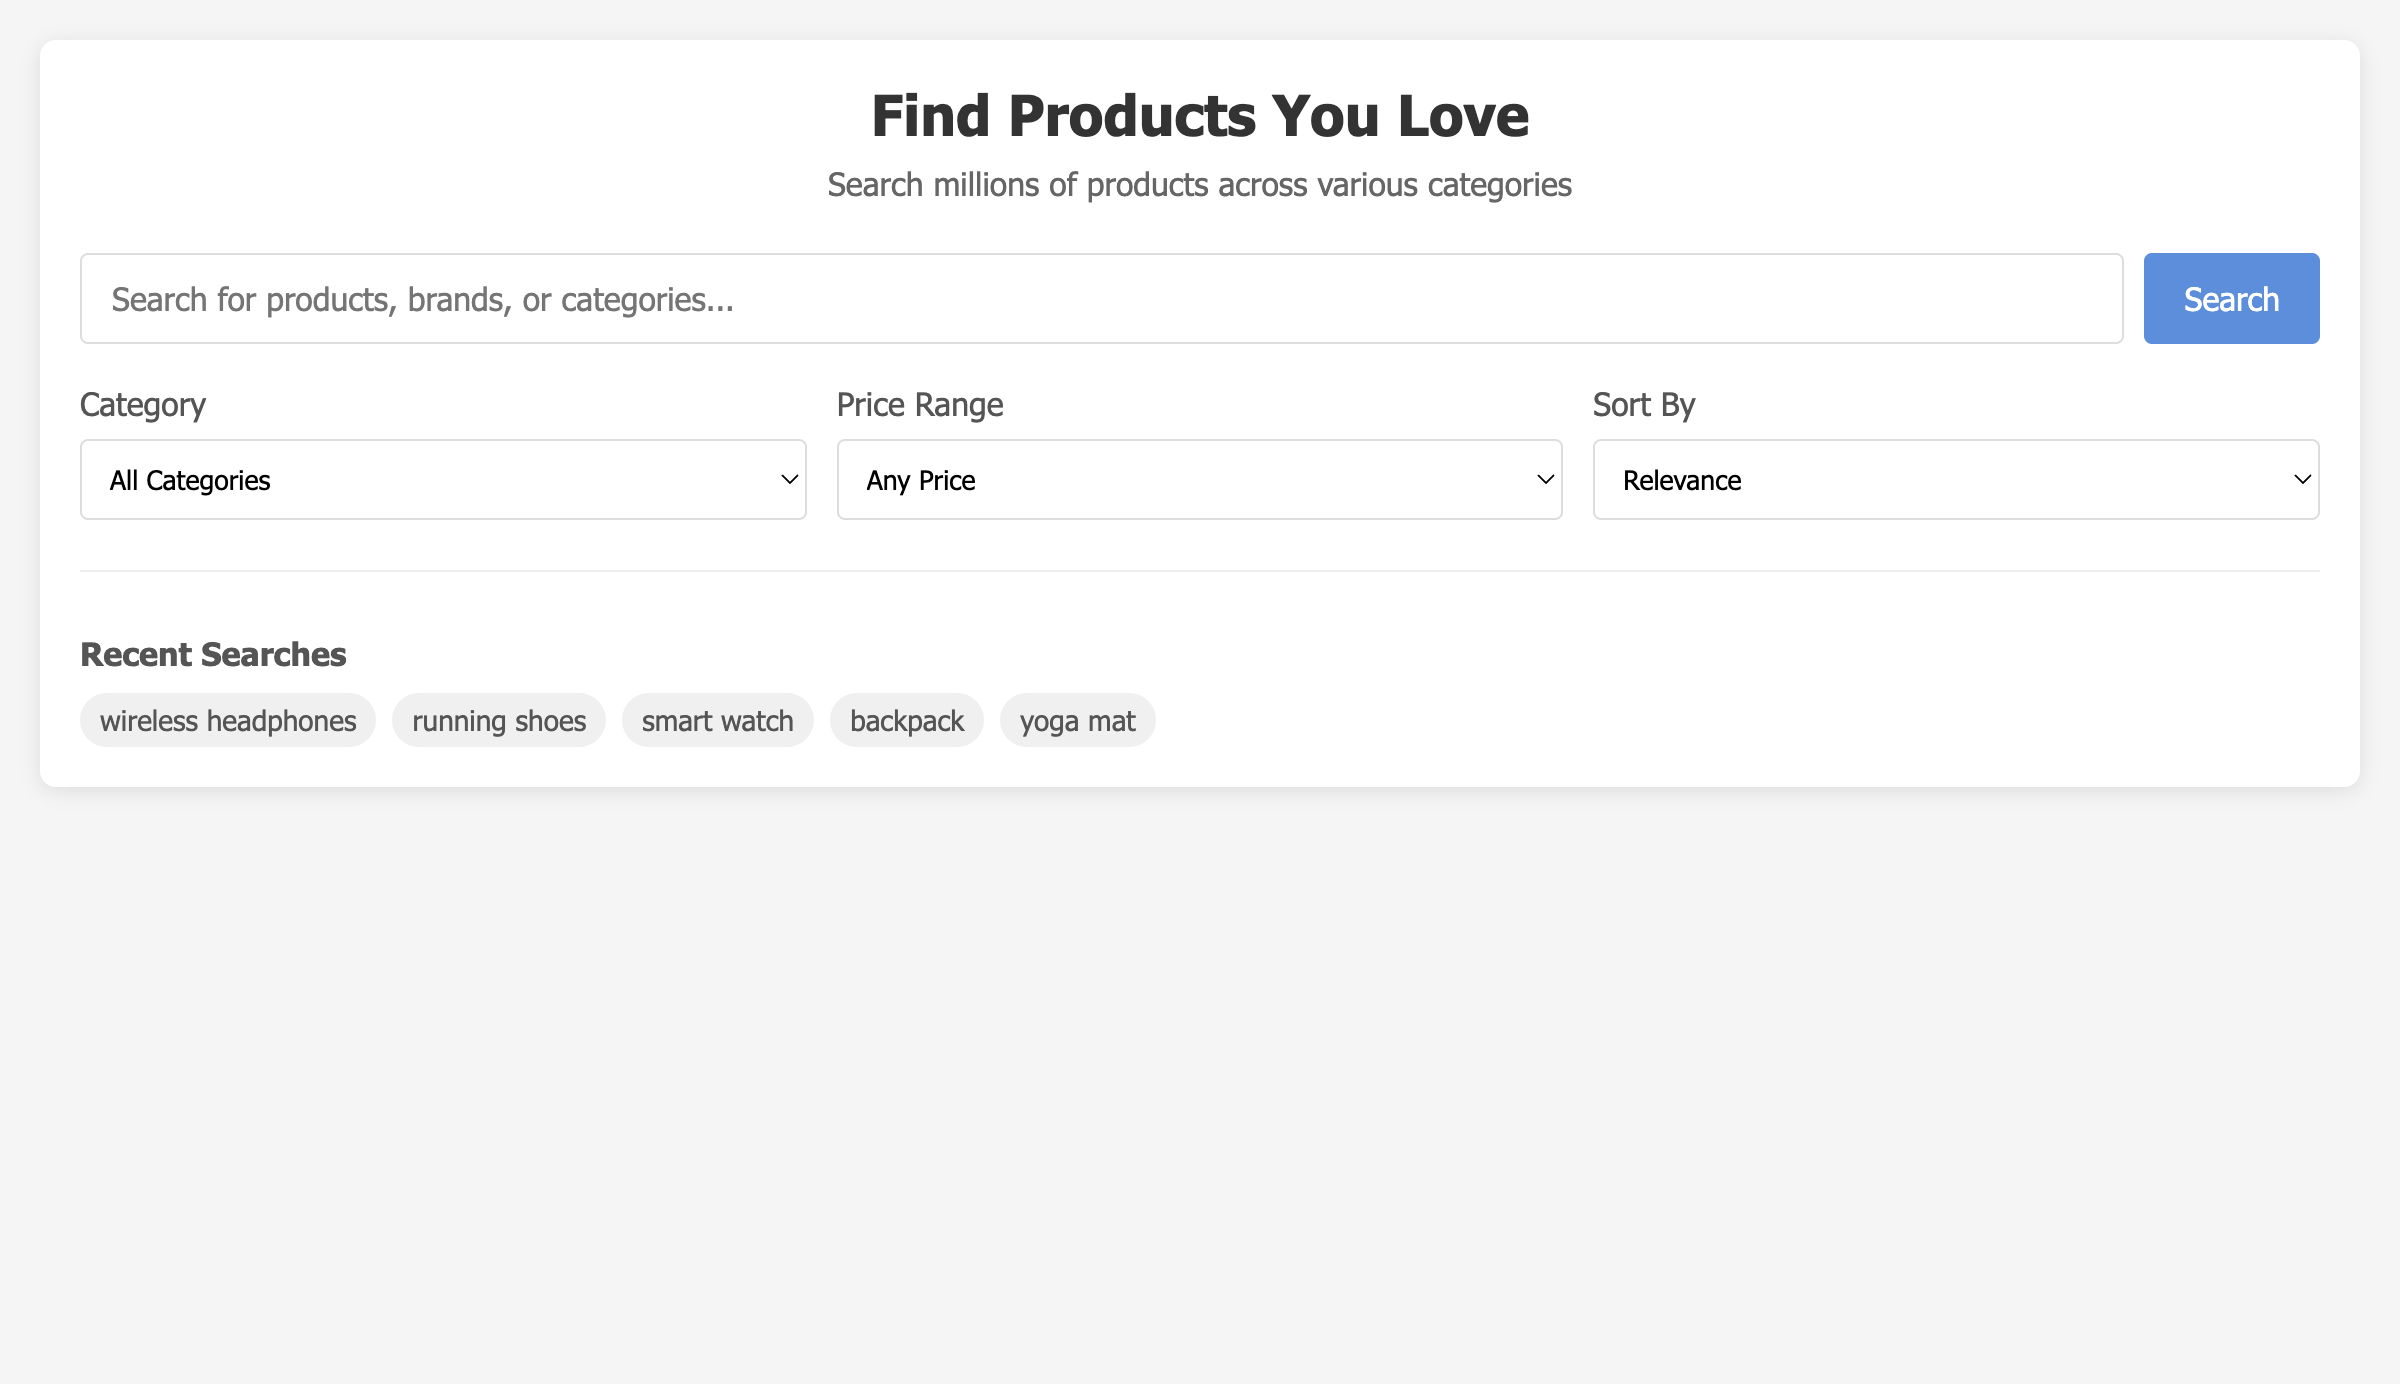 Find Products You Love
Search millions of products across various categories
Search for products, brands, or categories...
Search
Category
Price Range
Sort By
All Categories
Any Price
Relevance
Recent Searches
wireless headphones
running shoes
smart watch
backpack
yoga mat